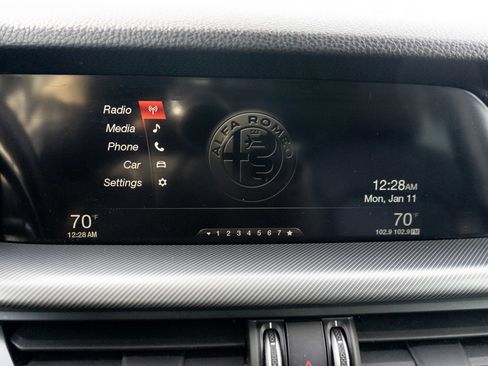 Radio
Media
Phone
Car
Settings
ALFA ROMEO
12:28AM
Mon, Jan 11
70°F
12:28 AM
1 2 3 4 5 6 7
70°F
102.9 102.9 FM